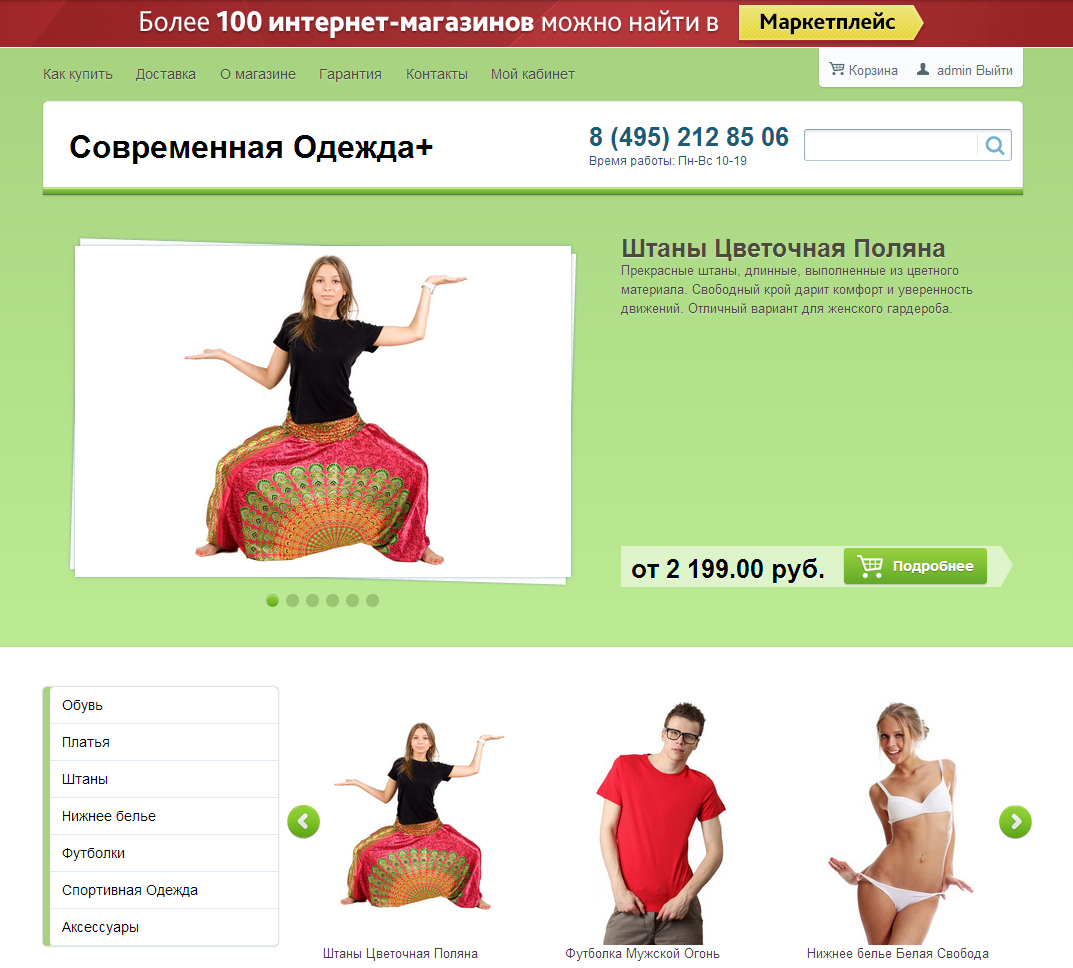 Более 100 интернет-магазинов можно найти в Маркетплейс
Как купить Доставка О магазине Гарантия Контакты Мой кабинет
Корзина admin Выйти
Современная Одежда+
8 (495) 212 85 06
Время работы: Пн-Вс 10-19
Штаны Цветочная Поляна
Прекрасные штаны, длинные, выполненные из цветного
материала. Свободный крой дарит комфорт и уверенность
движений. Отличный вариант для женского гардероба.
от 2 199.00 руб. Подробнее
Обувь
Платья
Штаны
Нижнее белье
Футболки
Спортивная Одежда
Аксессуары
Штаны Цветочная Поляна
Футболка Мужской Огонь
Нижнее белье Белая Свобода